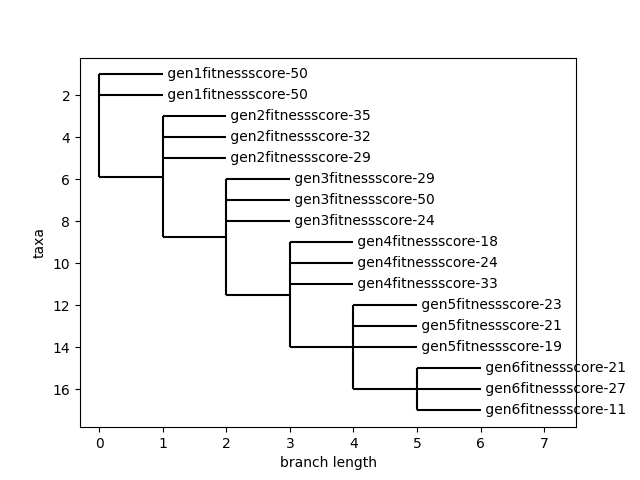 gen1fitnessscore-50
gen1fitnessscore-50
2
gen2fitnessscore-35
gen2fitnessscore-32
4
gen2fitnessscore-29
gen3fitnessscore-29
6
gen3fitnessscore-50
gen3fitnessscore-24
8
gen4fitnessscore-18
taxa
gen4fitnessscore-24
10
gen4fitnessscore-33
gen5fitnessscore-23
12
gen5fitnessscore-21
gen5fitnessscore-19
14
gen6fitnessscore-21
gen6fitnessscore-27
16
gen6fitnessscore-11
0 1 2 3 4 5 6 7
branch length